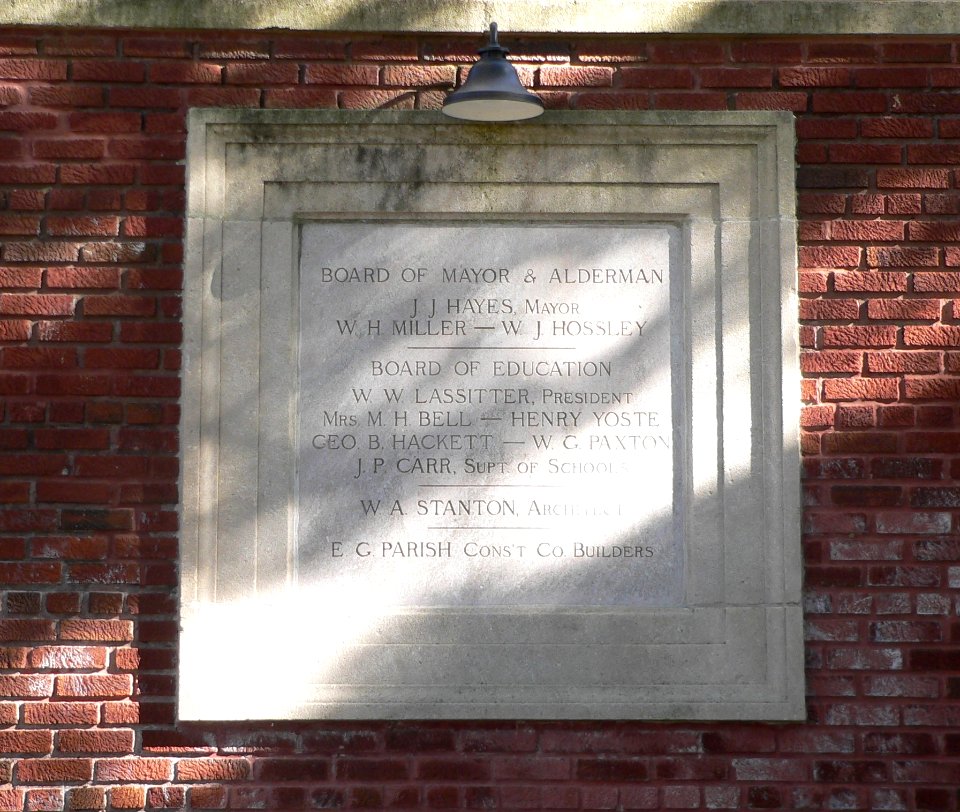 BOARD OF MAYOR & ALDERMAN
J J HAYES, MAYOR
W. H. MILLER — W. J HOSSLEY
BOARD OF EDUCATION
W. W. LASSITTER, PRESIDENT
MRS. M. H BELL — HENRY YOSTE
GEO. B. HACKETT — W. G. PAXTON
J. P. CARR, SUPT. OF SCHOOLS
W A. STANTON, ARCHITECT
E G. PARISH CONS'T CO. BUILDERS